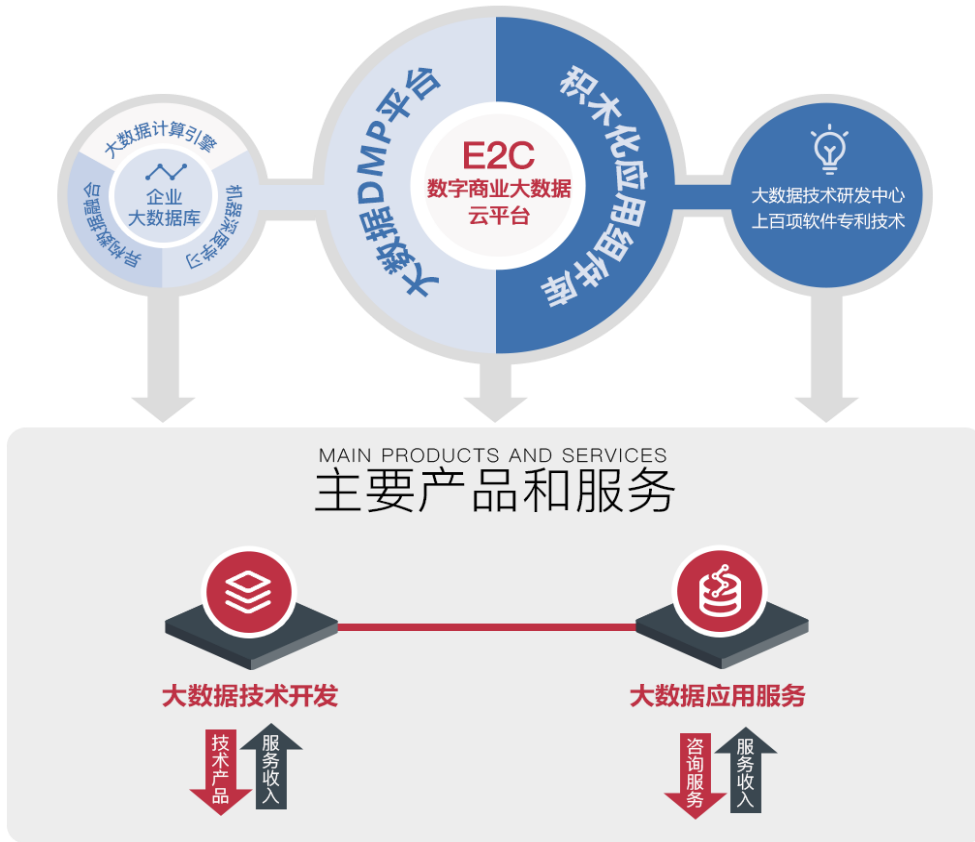 大数据计算引擎
异构数据融合
机器深度学习
企业
大数据库
大数据DMP平台
E2C
数字商业大数据
云平台
积木化应用组件库
大数据技术研发中心
上百项软件专利技术
MAIN PRODUCTS AND SERVICES
主要产品和服务
大数据技术开发
大数据应用服务
技术产品
服务收入
咨询服务
服务收入